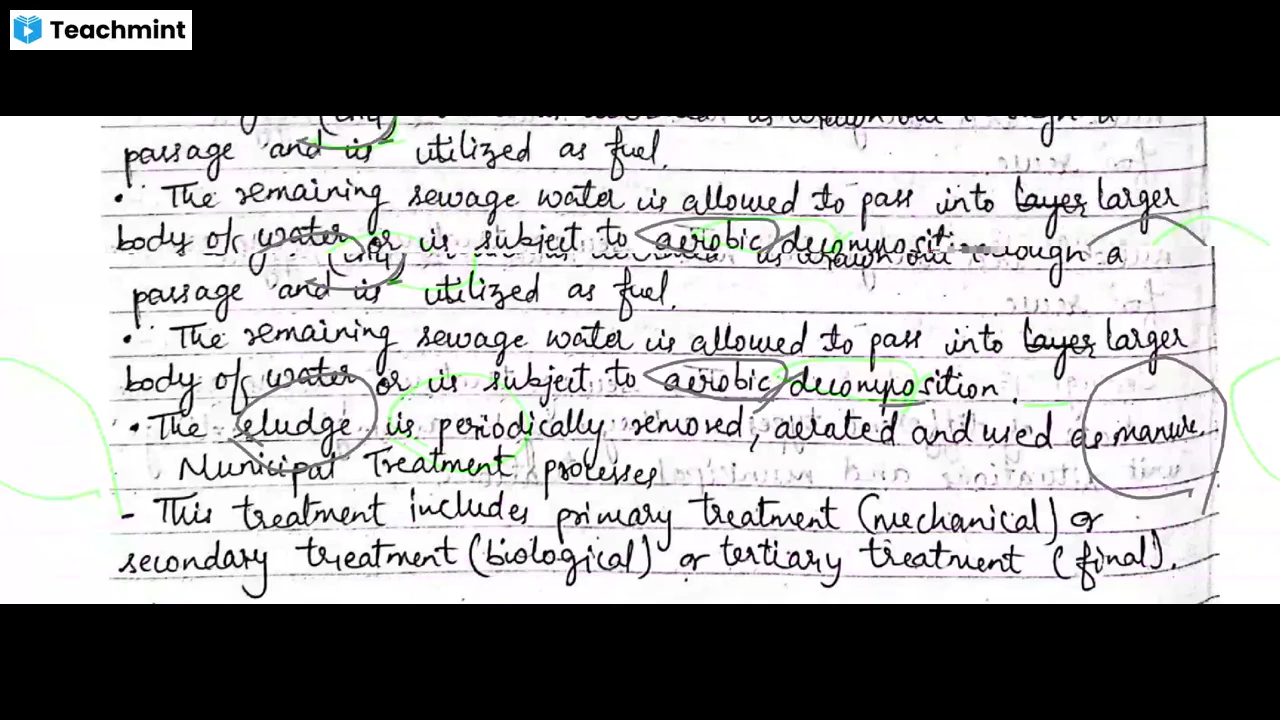 Teachmint
passage and is utilized as fuel.
• The remaining sewage water is allowed to pass into layer larger
body of water or is subject to aerobic decomposit
(CH4) through a
passage and is utilized as fuel.
• The remaining sewage water is allowed to pass into layer larger
body of water or is subject to aerobic decomposition.
• The sludge is periodically removed, aerated and used as manure.
Municipal Treatment processes
- This treatment includes primary treatment (mechanical) or
secondary treatment (biological) or tertiary treatment (final).